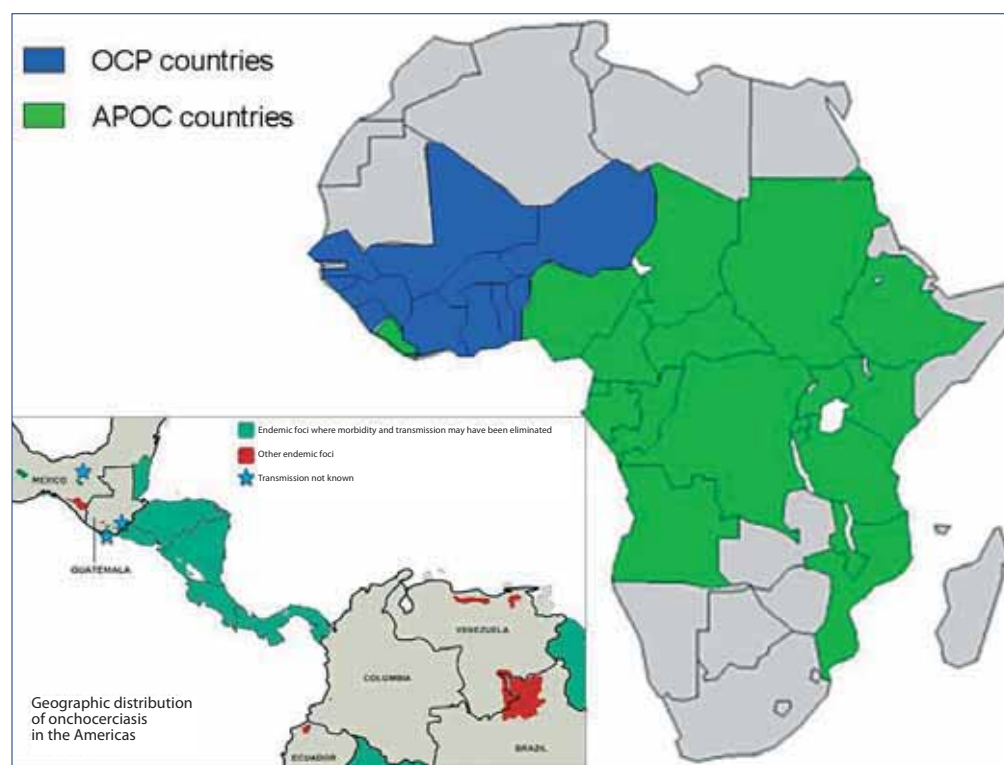 OCP countries
APOC countries
Endemic foci where morbidity and transmission may have been eliminated
Other endemic foci
Transmission not known
MEXICO
GUATEMALA
VENEZUELA
COLOMBIA
ECUADOR
BRAZIL
Geographic distribution
of onchocerciasis
in the Americas